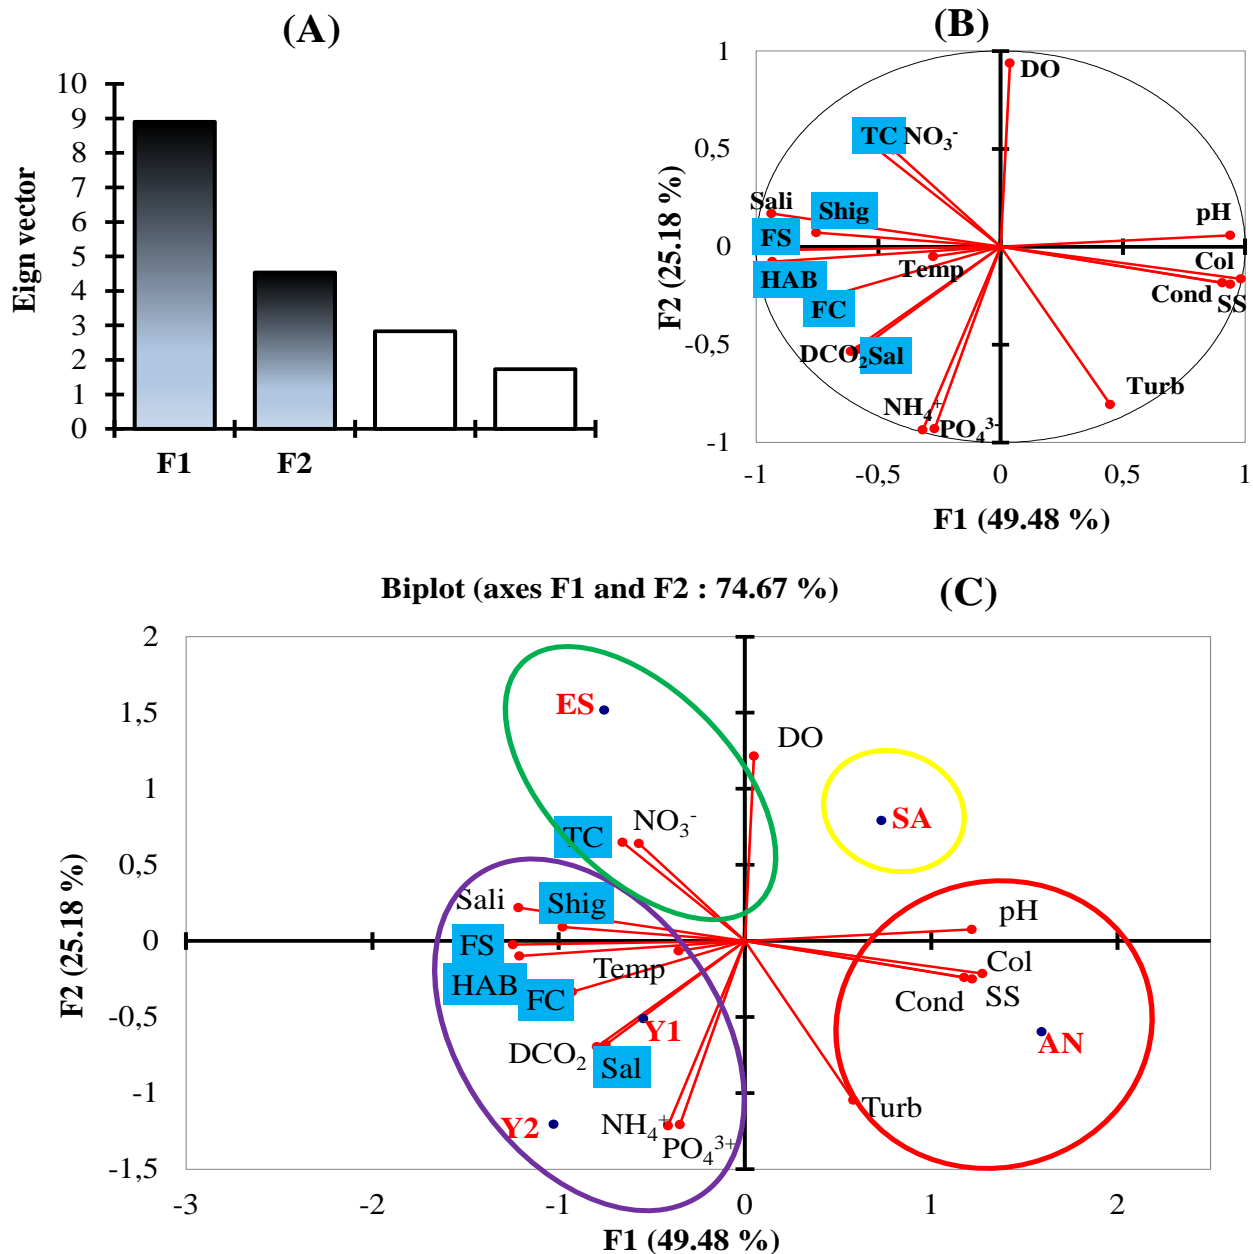 (A)
Eign vector
10
9
8
7
6
5
4
3
2
1
0
F1 F2
(B)
F2 (25.18 %)
1
0,5
0
-0,5
-1
-1 -0,5 0 0,5 1
F1 (49.48 %)
DO
TC NO₃⁻
Sali
Shig
pH
FS
Temp
Col
HAB
Cond
SS
FC
DCO₂ Sal
Turb
NH₄⁺
PO₄³⁻
Biplot (axes F1 and F2 : 74.67 %)
(C)
F2 (25.18 %)
2
1,5
1
0,5
0
-0,5
-1
-1,5
-3 -2 -1 0 1 2
F1 (49.48 %)
ES
DO
SA
TC NO₃⁻
Sali Shig
pH
FS
Temp
Col
HAB
FC
Cond SS
Y1
AN
DCO₂
Sal
Turb
Y2
NH₄⁺
PO₄³⁺